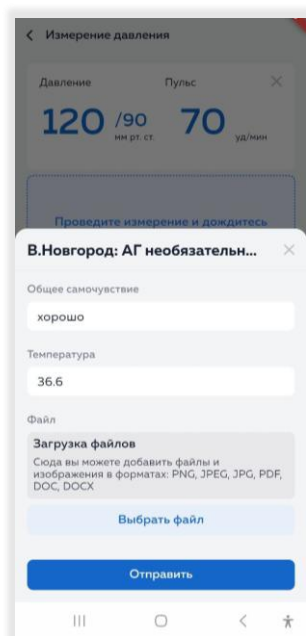 Измерение давления
Давление Пульс
120 /90 мм рт. ст. 70 уд/мин
Проведите измерение и дождитесь
В.Новгород: АГ необязательн...
Общее самочувствие
хорошо
Температура
36.6
Файл
Загрузка файлов
Сюда вы можете добавить файлы и
изображения в форматах: PNG, JPEG, JPG, PDF,
DOC, DOCX
Выбрать файл
Отправить